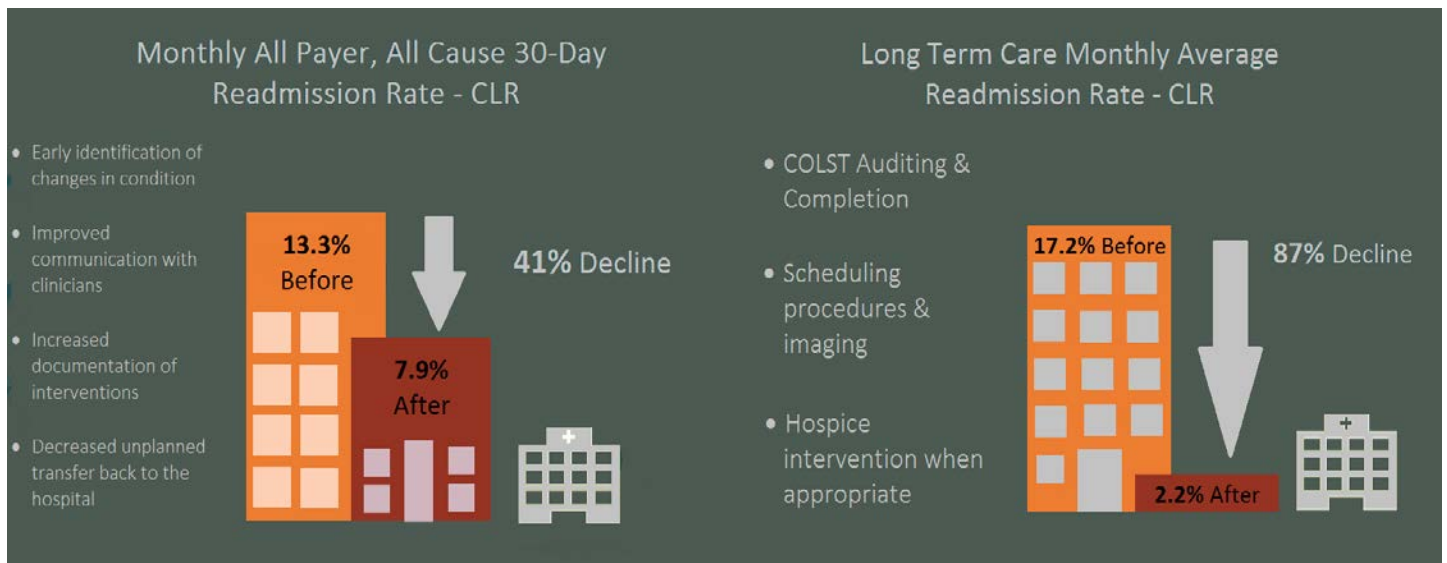 Monthly All Payer, All Cause 30-Day
Readmission Rate - CLR
• Early identification of
changes in condition
• Improved
communication with
clinicians
• Increased
documentation of
interventions
• Decreased unplanned
transfer back to the
hospital
13.3%
Before
7.9%
After
41% Decline
Long Term Care Monthly Average
Readmission Rate - CLR
• COLST Auditing &
Completion
• Scheduling
procedures &
imaging
• Hospice
intervention when
appropriate
17.2% Before
2.2% After
87% Decline